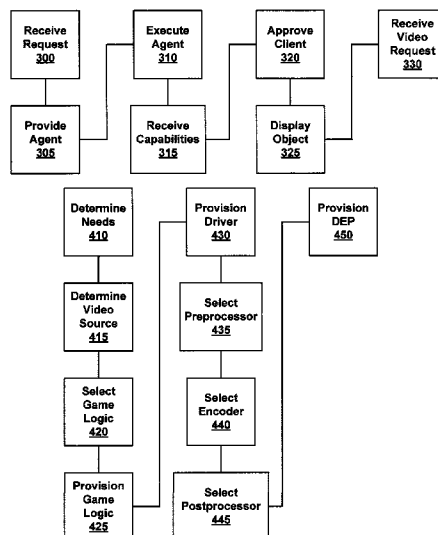 Receive
Request
300
Provide
Agent
305
Execute
Agent
310
Receive
Capabilities
315
Approve
Client
320
Display
Object
325
Receive
Video
Request
330
Determine
Needs
410
Determine
Video
Source
415
Select
Game
Logic
420
Provision
Game
Logic
425
Provision
Driver
430
Select
Preprocessor
435
Select
Encoder
440
Select
Postprocessor
445
Provision
DEP
450